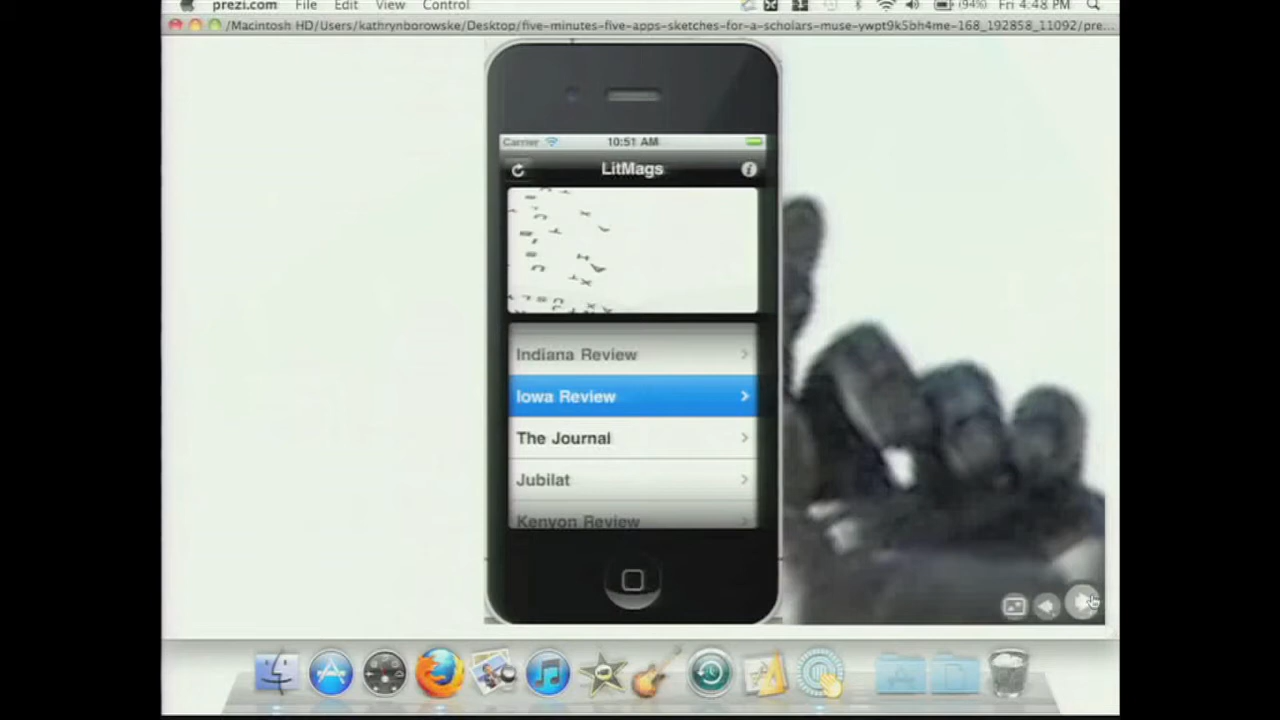 prezi.com File Edit View Control (94%) Fri 4:48 PM
/Macintosh HD/Users/kathrynborowske/Desktop/five-minutes-five-apps-sketches-for-a-scholars-muse-ywpt9k5bh4me-168_192858_11092/pre...
Carrier 10:51 AM
LitMags
Indiana Review
Iowa Review
The Journal
Jubilat
Kenyon Review